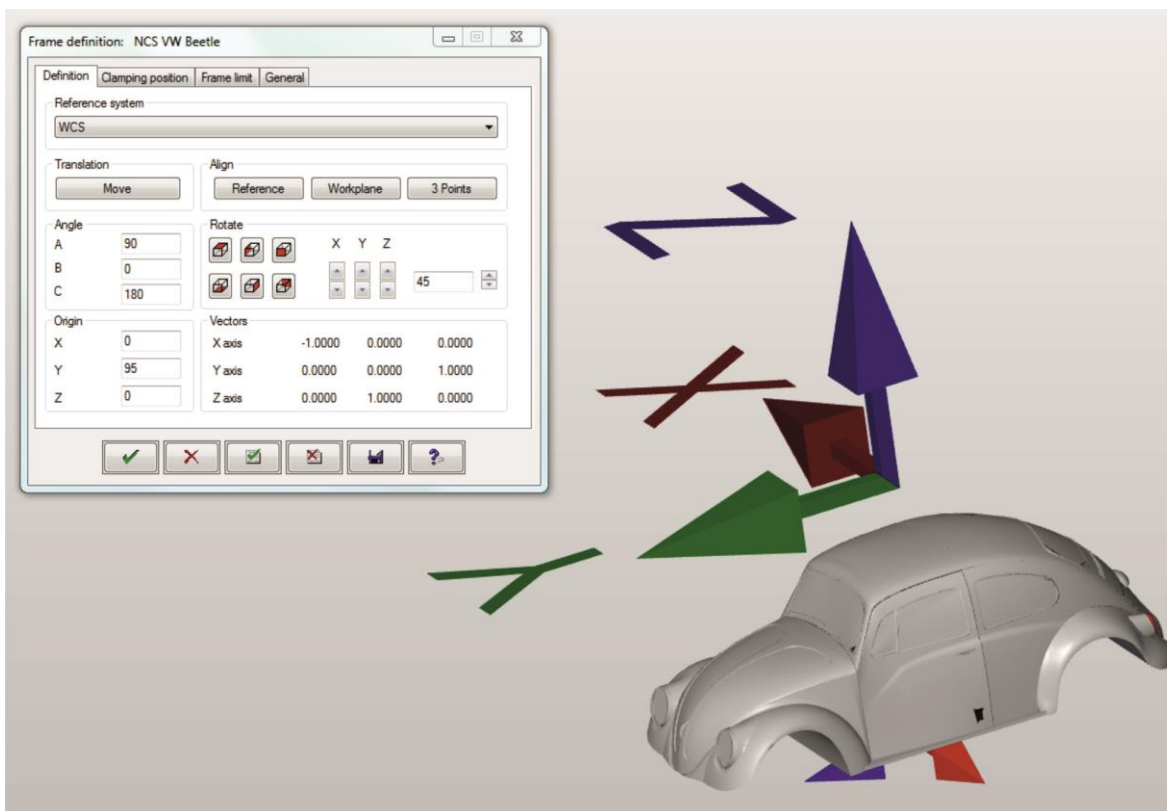 Frame definition: NCS VW Beetle
Definition Clamping position Frame limit General
Reference system
WCS
Translation Align
Move Reference Workplane 3 Points
Angle Rotate
A 90 X Y Z
B 0
45
C 180
Origin Vectors
X 0 X axis -1.0000 0.0000 0.0000
Y 95 Y axis 0.0000 0.0000 1.0000
Z 0 Z axis 0.0000 1.0000 0.0000
?
Z
X
Y